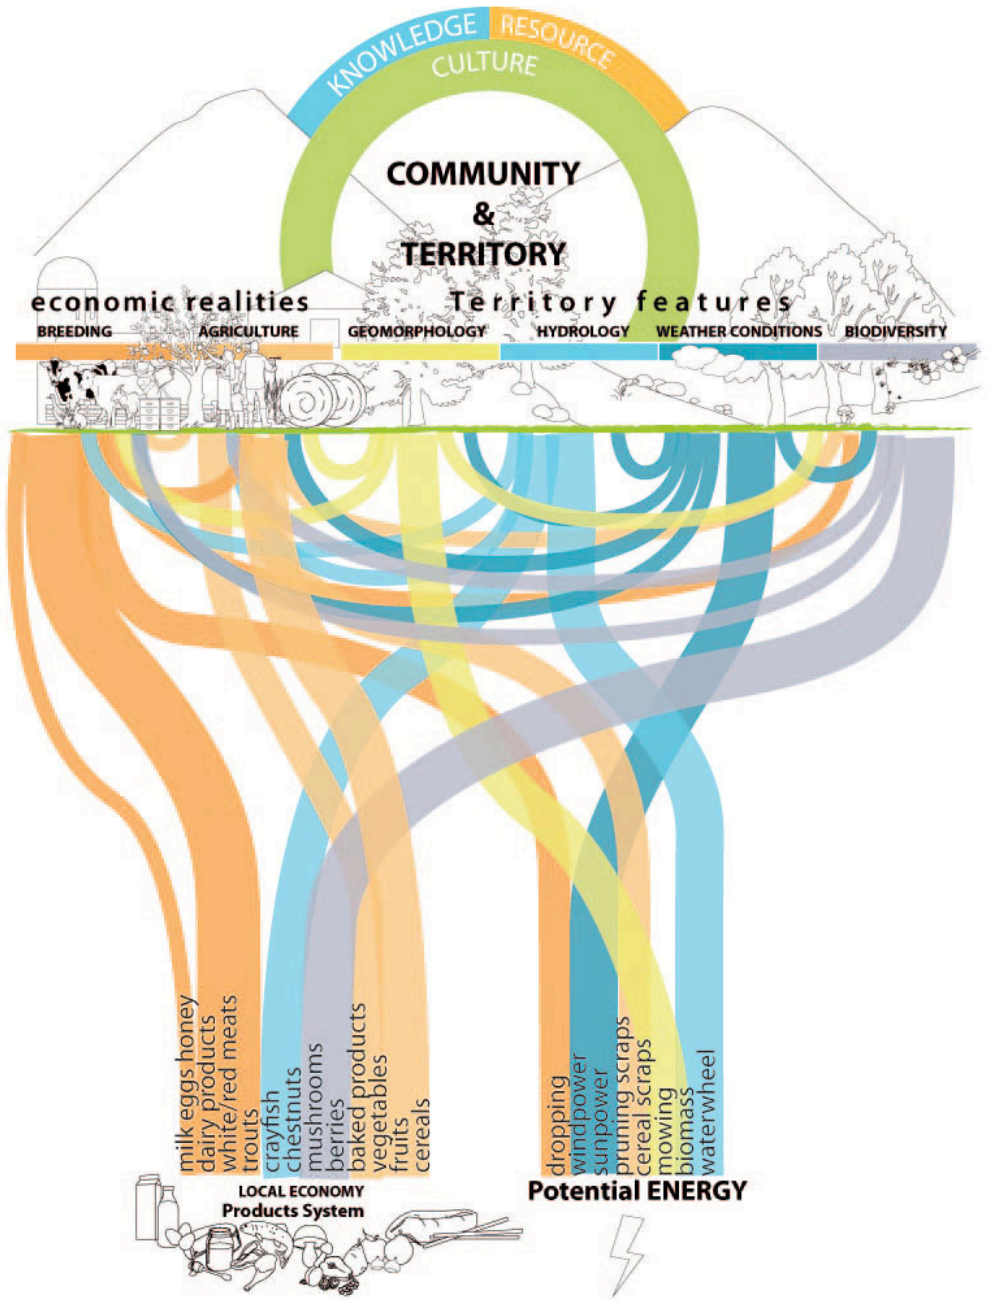 KNOWLEDGE
RESOURCE
CULTURE
COMMUNITY
&
TERRITORY
economic realities
Territory features
BREEDING
AGRICULTURE
GEOMORPHOLOGY
HYDROLOGY
WEATHER CONDITIONS
BIODIVERSITY
milk eggs honey
dairy products
white/red meats
trouts
crayfish
chestnuts
mushrooms
berries
baked products
vegetables
fruits
cereals
dropping
windpower
sunpower
pruning scraps
cereal scraps
mowing
biomass
waterwheel
LOCAL ECONOMY
Products System
Potential ENERGY